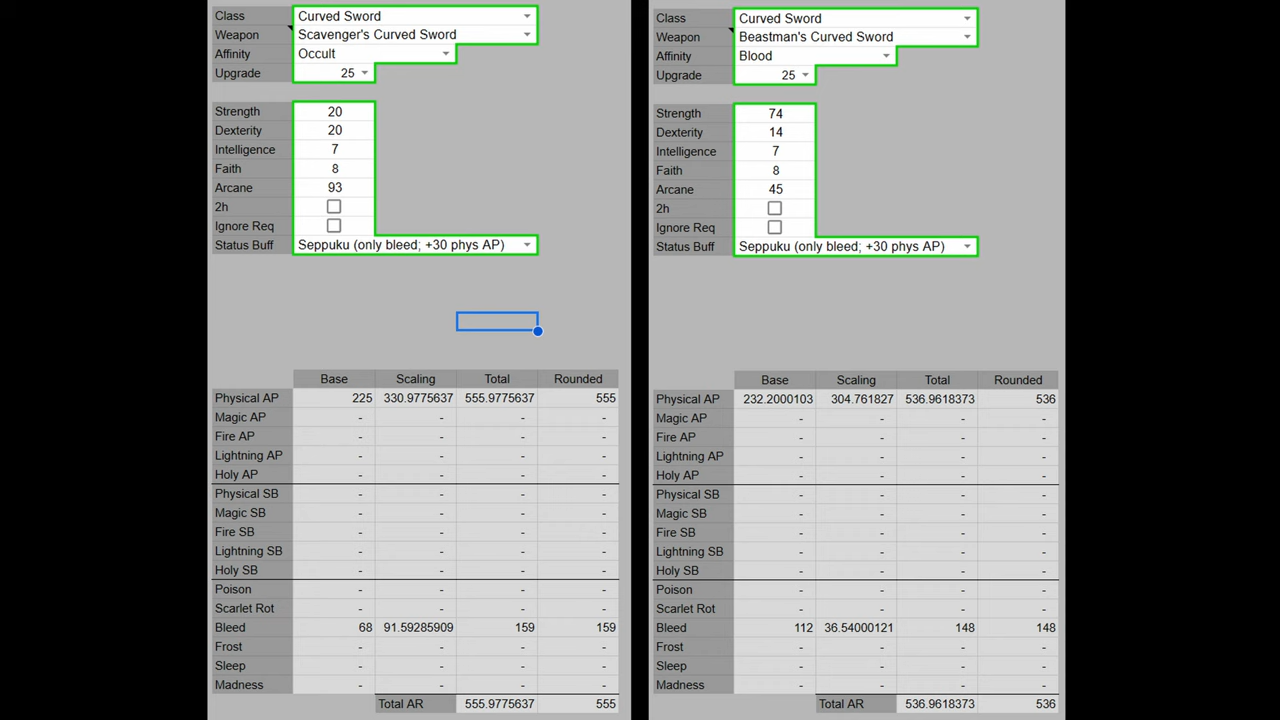 Class Curved Sword
Weapon Scavenger's Curved Sword
Affinity Occult
Upgrade 25
Strength 20
Dexterity 20
Intelligence 7
Faith 8
Arcane 93
2h
Ignore Req
Status Buff Seppuku (only bleed; +30 phys AP)
Base Scaling Total Rounded
Physical AP 225 330.9775637 555.9775637 555
Magic AP - - - -
Fire AP - - - -
Lightning AP - - - -
Holy AP - - - -
Physical SB - - - -
Magic SB - - - -
Fire SB - - - -
Lightning SB - - - -
Holy SB - - - -
Poison - - - -
Scarlet Rot - - - -
Bleed 68 91.59285909 159 159
Frost - - - -
Sleep - - - -
Madness - - - -
Total AR 555.9775637 555
Class Curved Sword
Weapon Beastman's Curved Sword
Affinity Blood
Upgrade 25
Strength 74
Dexterity 14
Intelligence 7
Faith 8
Arcane 45
2h
Ignore Req
Status Buff Seppuku (only bleed; +30 phys AP)
Base Scaling Total Rounded
Physical AP 232.2000103 304.761827 536.9618373 536
Magic AP - - - -
Fire AP - - - -
Lightning AP - - - -
Holy AP - - - -
Physical SB - - - -
Magic SB - - - -
Fire SB - - - -
Lightning SB - - - -
Holy SB - - - -
Poison - - - -
Scarlet Rot - - - -
Bleed 112 36.54000121 148 148
Frost - - - -
Sleep - - - -
Madness - - - -
Total AR 536.9618373 536